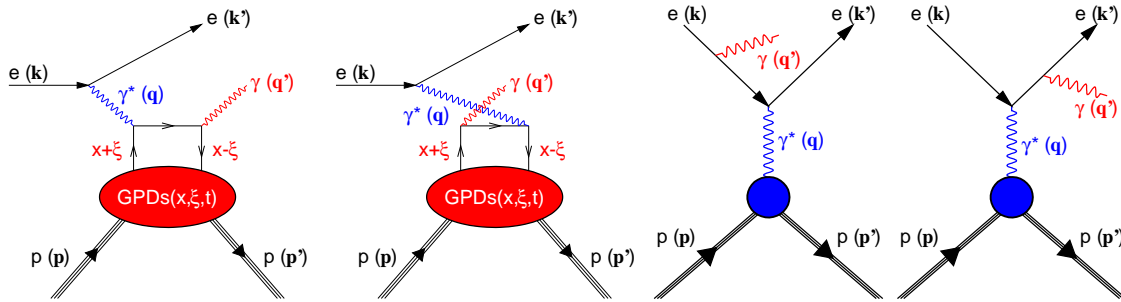 e (k')
e (k)
γ* (q)
γ (q')
x+ξ
x-ξ
GPDs(x,ξ,t)
p (p)
p (p')
e (k')
e (k)
γ* (q)
γ (q')
x+ξ
x-ξ
GPDs(x,ξ,t)
p (p)
p (p')
e (k)
e (k')
γ (q')
γ* (q)
p (p)
p (p')
e (k)
e (k')
γ (q')
γ* (q)
p (p)
p (p')